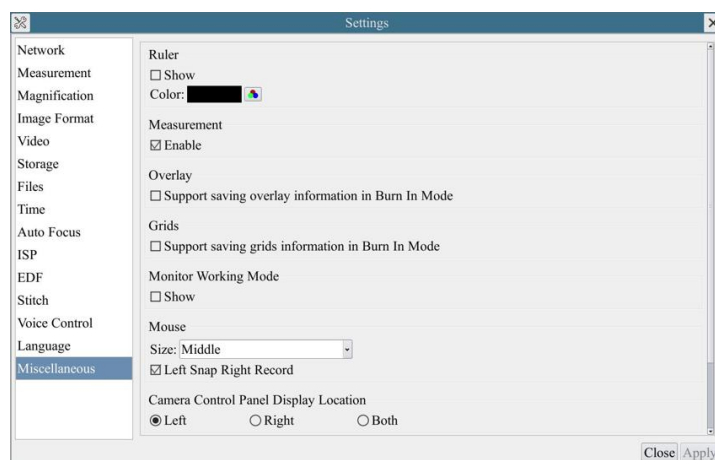 Settings
Network
Measurement
Magnification
Image Format
Video
Storage
Files
Time
Auto Focus
ISP
EDF
Stitch
Voice Control
Language
Miscellaneous
Ruler
Show
Color:
Measurement
Enable
Overlay
Support saving overlay information in Burn In Mode
Grids
Support saving grids information in Burn In Mode
Monitor Working Mode
Show
Mouse
Size: Middle
Left Snap Right Record
Camera Control Panel Display Location
Left Right Both
Close Apply